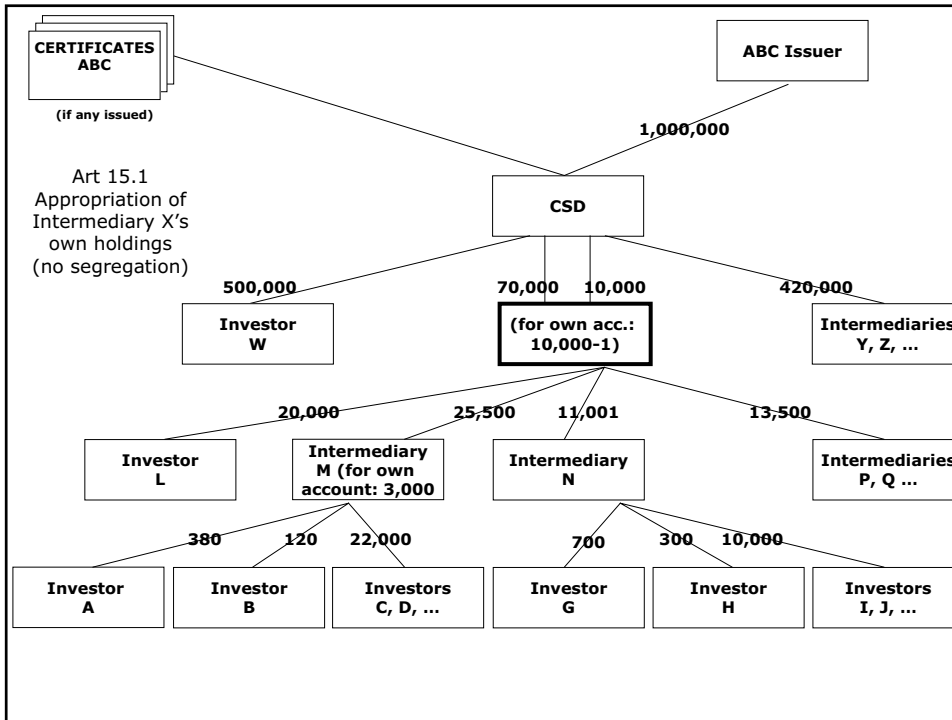 CERTIFICATES
ABC
(if any issued)
ABC Issuer
1,000,000
Art 15.1
Appropriation of
Intermediary X’s
own holdings
(no segregation)
CSD
500,000
70,000
10,000
420,000
Investor
W
(for own acc.:
10,000-1)
Intermediaries
Y, Z, ...
20,000
25,500
11,001
13,500
Investor
L
Intermediary
M (for own
account: 3,000
Intermediary
N
Intermediaries
P, Q ...
380
120
22,000
700
300
10,000
Investor
A
Investor
B
Investors
C, D, ...
Investor
G
Investor
H
Investors
I, J, ...